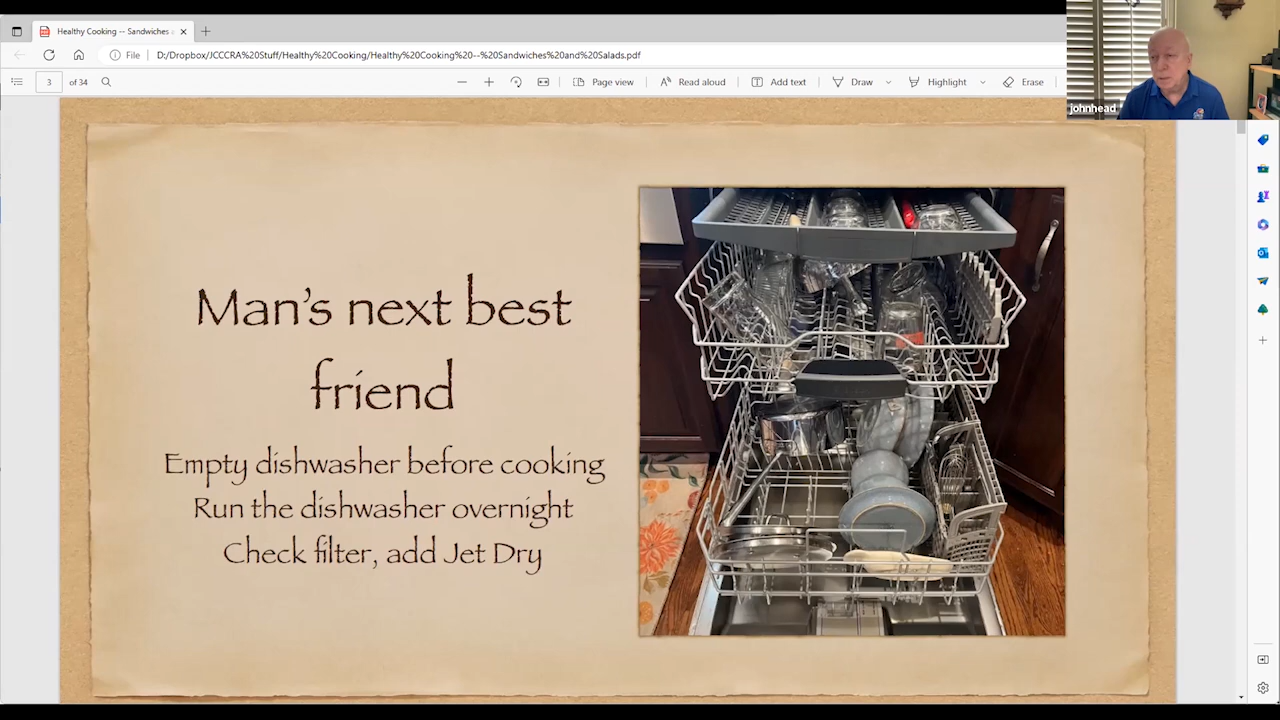 Healthy Cooking -- Sandwiches a
File
D:/Dropbox/JCCCRA%20Stuff/Healthy%20Cooking/Healthy%20Cooking%20--%20Sandwiches%20and%20Salads.pdf
3 of 34
Page view
Read aloud
Add text
Draw
Highlight
Erase
johnhead
Man's next best
friend
Empty dishwasher before cooking
Run the dishwasher overnight
Check filter, add Jet Dry